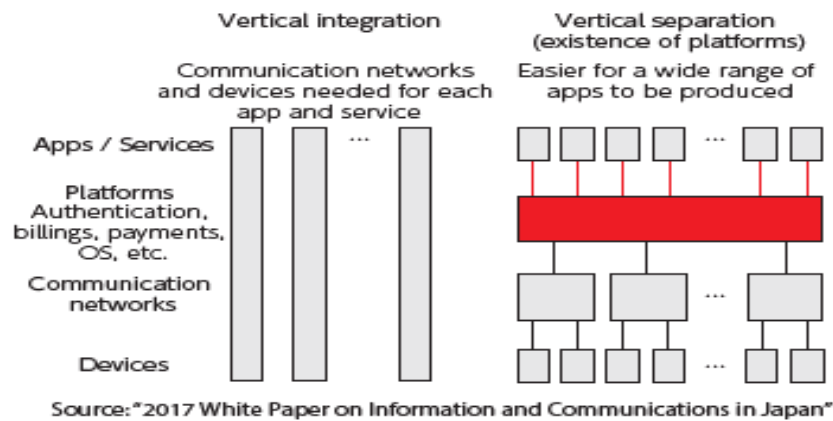 Vertical integration
Vertical separation
(existence of platforms)
Communication networks
and devices needed for each
app and service
Easier for a wide range of
apps to be produced
Apps / Services
...
...
Platforms
Authentication,
billings, payments,
OS, etc.
Communication
networks
...
Devices
...
Source: "2017 White Paper on Information and Communications in Japan"